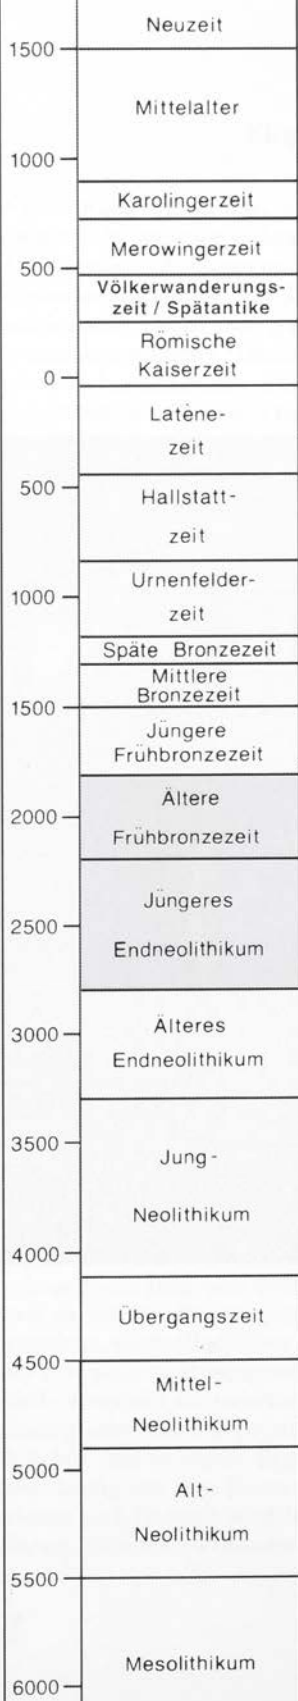 Neuzeit
1500
Mittelalter
1000
Karolingerzeit
Merowingerzeit
500
Völkerwanderungs-
zeit / Spätantike
Römische
Kaiserzeit
0
Latène-
zeit
500
Hallstatt-
zeit
Urnenfelder-
1000
zeit
Späte Bronzezeit
Mittlere
Bronzezeit
1500
Jüngere
Frühbronzezeit
Ältere
2000
Frühbronzezeit
Jüngeres
2500
Endneolithikum
Älteres
3000
Endneolithikum
3500
Jung-
Neolithikum
4000
Übergangszeit
4500
Mittel-
Neolithikum
5000
Alt-
Neolithikum
5500
Mesolithikum
6000